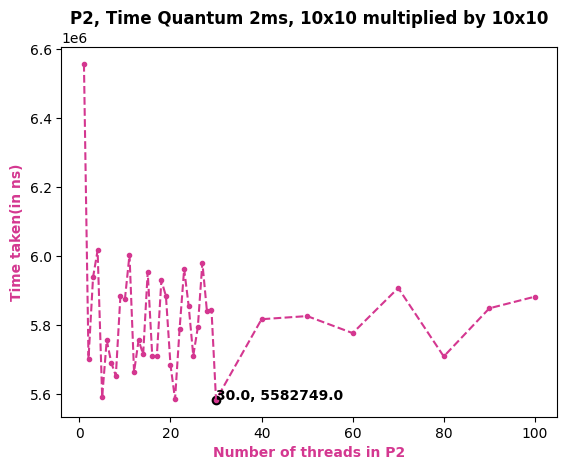 P2, Time Quantum 2ms, 10x10 multiplied by 10x10
1e6
6.6
6.4
6.2
6.0
5.8
5.6
Time taken(in ns)
30.0, 5582749.0
0 20 40 60 80 100
Number of threads in P2